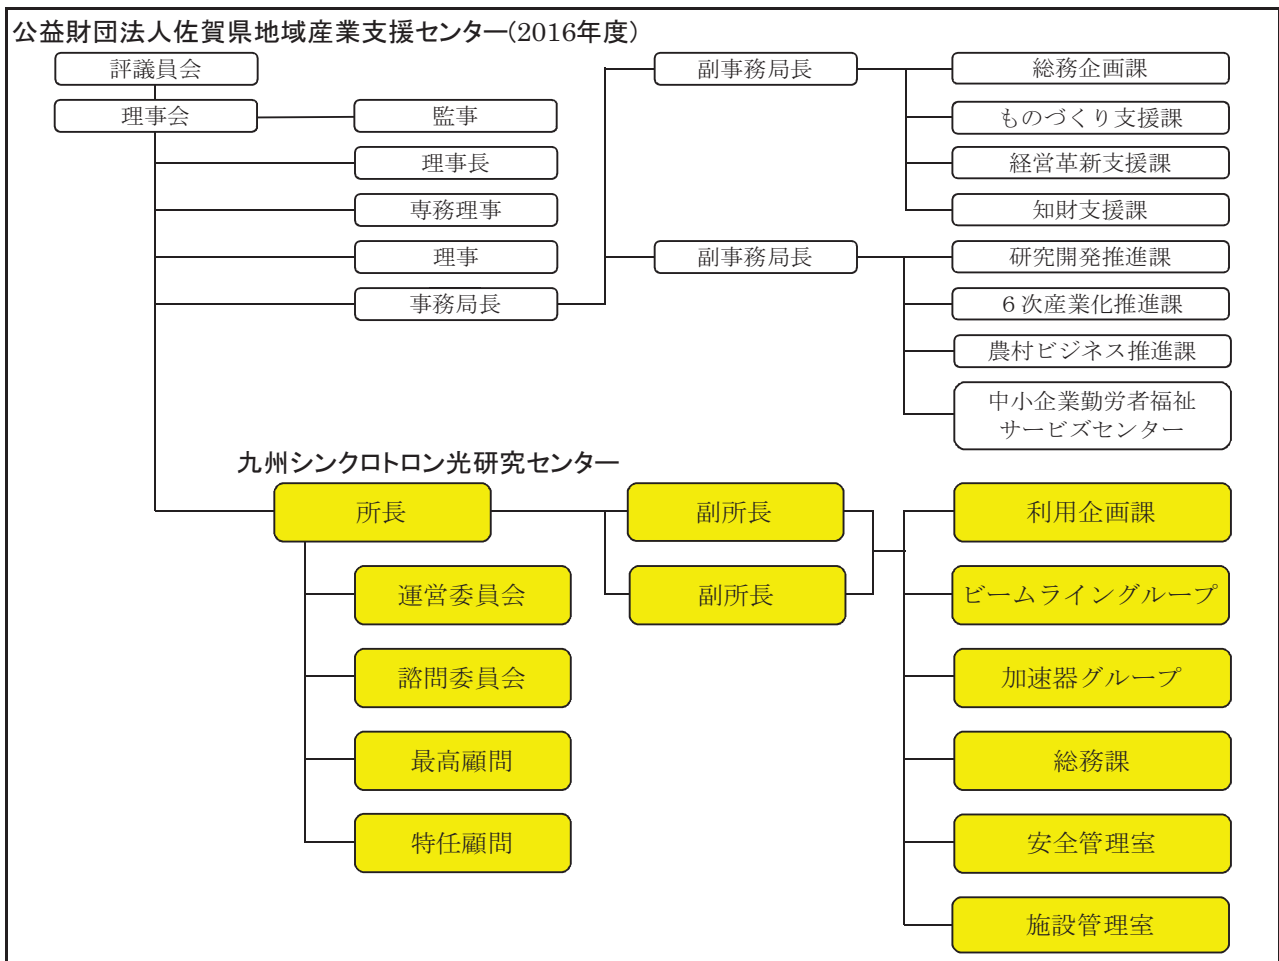 公益財団法人佐賀県地域産業支援センター(2016年度)
評議員会
理事会
監事
理事長
専務理事
理事
事務局長
副事務局長
総務企画課
ものづくり支援課
経営革新支援課
知財支援課
副事務局長
研究開発推進課
６次産業化推進課
農村ビジネス推進課
中小企業勤労者福祉
サービズセンター
九州シンクロトロン光研究センター
所長
運営委員会
諮問委員会
最高顧問
特任顧問
副所長
副所長
利用企画課
ビームライングループ
加速器グループ
総務課
安全管理室
施設管理室